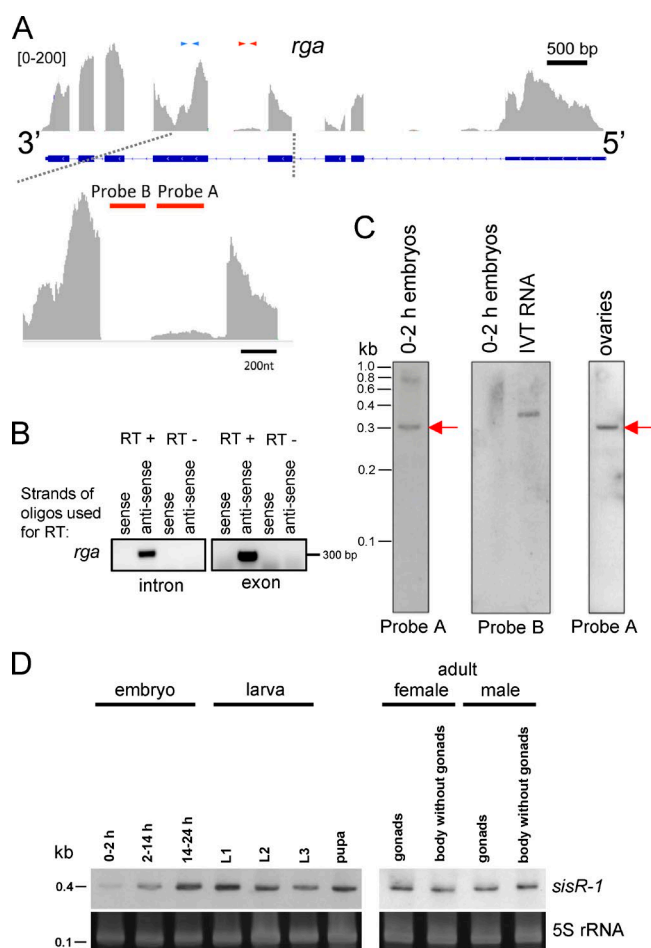 A
[0-200]
rga
500 bp
3’
5’
Probe B
Probe A
200nt
B
RT +
RT -
RT +
RT -
Strands of
oligos used
for RT:
sense
anti-sense
sense
anti-sense
sense
anti-sense
sense
anti-sense
rga
300 bp
intron
exon
C
0-2 h embryos
0-2 h embryos
IVT RNA
ovaries
kb
1.0
0.8
0.6
0.4
0.3
0.2
0.1
Probe A
Probe B
Probe A
D
embryo
larva
adult
female
male
0-2 h
2-14 h
14-24 h
L1
L2
L3
pupa
gonads
body without gonads
gonads
body without gonads
kb
0.4
sisR-1
0.1
5S rRNA